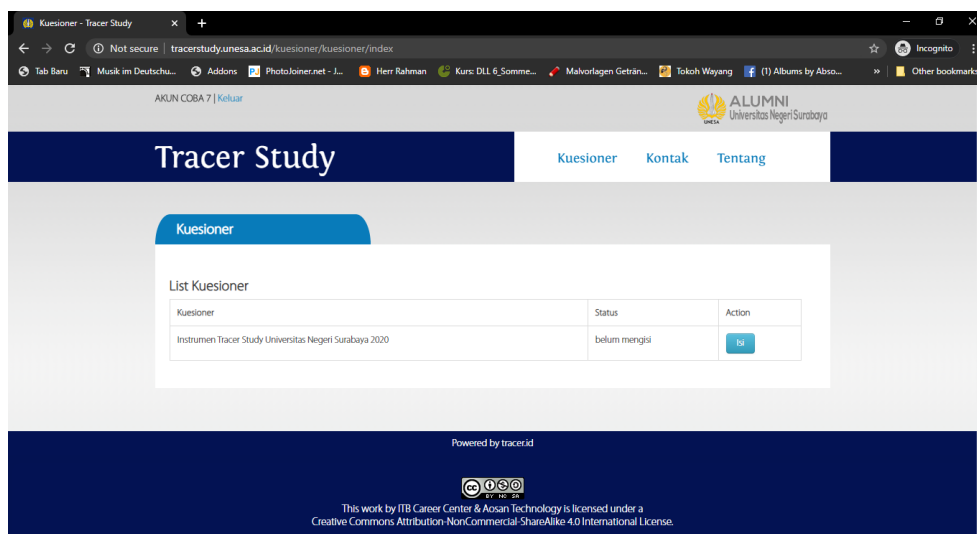 Kuesioner - Tracer Study
Not secure | tracerstudy.unesa.ac.id/kuesioner/kuesioner/index
Incognito
Tab Baru Musik im Deutschu... Addons PhotoJoiner.net - J... Herr Rahman Kurs: DLL 6_Somme... Malvorlagen Geträn... Tokoh Wayang (1) Albums by Abso... » Other bookmarks
AKUN COBA 7 | Keluar
UNESA
ALUMNI
Universitas Negeri Surabaya
Tracer Study
Kuesioner Kontak Tentang
Kuesioner
List Kuesioner
Kuesioner Status Action
Instrumen Tracer Study Universitas Negeri Surabaya 2020 belum mengisi Isi
Powered by tracer.id
cc BY NC SA
This work by ITB Career Center & Aosan Technology is licensed under a
Creative Commons Attribution-NonCommercial-ShareAlike 4.0 International License.